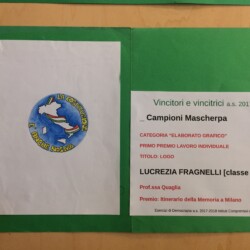 Vincitori e vincitrici a.s. 201
_ Campioni Mascherpa
CATEGORIA "ELABORATO GRAFICO"
PRIMO PREMIO LAVORO INDIVIDUALE
TITOLO: LOGO
LUCREZIA FRAGNELLI [classe
Prof.ssa Quaglia
Premio: Itinerario della Memoria a Milano